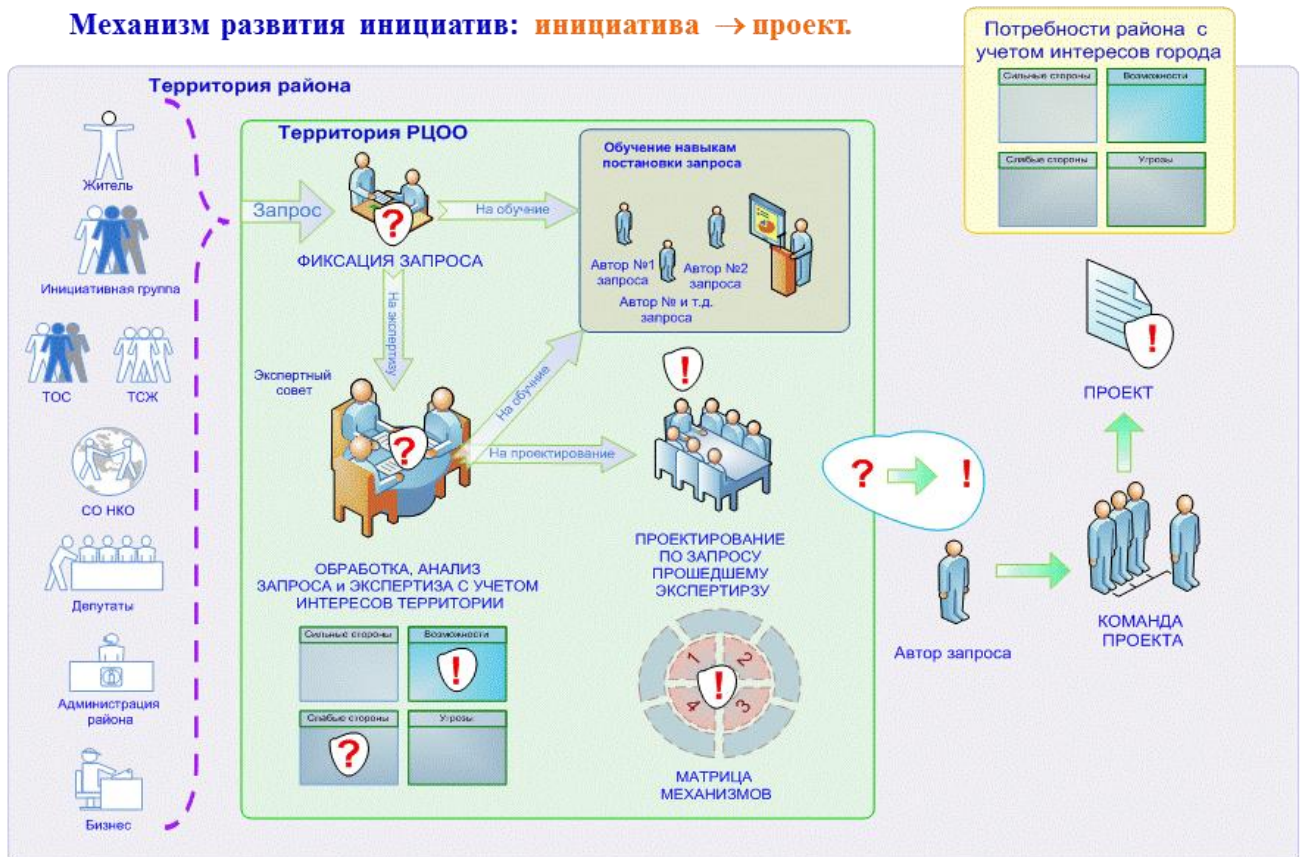 Механизм развития инициатив: инициатива → проект.
Потребности района с
учетом интересов города
Сильные стороны
Возможности
Слабые стороны
Угрозы
Территория района
Житель
Инициативная группа
ТОС
ТСЖ
СО НКО
Депутаты
Администрация
района
Бизнес
Территория РЦОО
Запрос
?
ФИКСАЦИЯ ЗАПРОСА
На обучние
Обучение навыкам
постановки запроса
Автор №1
запроса
Автор №2
запроса
Автор № и т.д.
запроса
На экспертизу
Экспертный
совет
?
На обучние
На проектирование
!
ОБРАБОТКА, АНАЛИЗ
ЗАПРОСА и ЭКСПЕРТИЗА С УЧЕТОМ
ИНТЕРЕСОВ ТЕРРИТОРИИ
Сильные стороны
Возможности
!
Слабые стороны
?
Угрозы
ПРОЕКТИРОВАНИЕ
ПО ЗАПРОСУ
ПРОШЕДШЕМУ
ЭКСПЕРТИРЗУ
1
2
!
4
3
МАТРИЦА
МЕХАНИЗМОВ
? !
Автор запроса
КОМАНДА
ПРОЕКТА
!
ПРОЕКТ